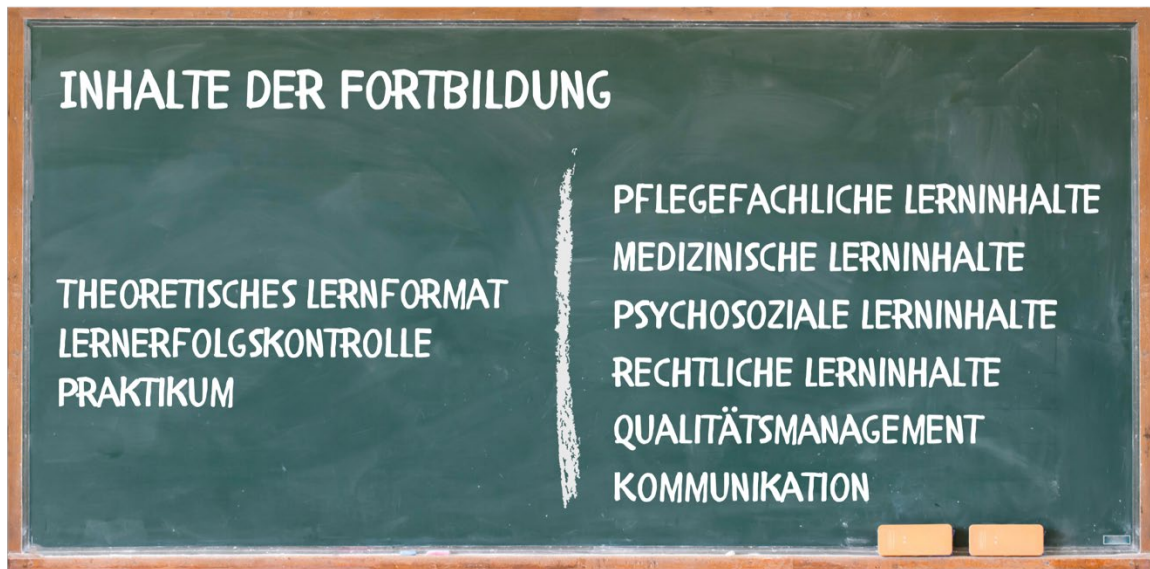 INHALTE DER FORTBILDUNG
THEORETISCHES LERNFORMAT
LERNERFOLGSKONTROLLE
PRAKTIKUM
PFLEGEFACHLICHE LERNINHALTE
MEDIZINISCHE LERNINHALTE
PSYCHOSOZIALE LERNINHALTE
RECHTLICHE LERNINHALTE
QUALITÄTSMANAGEMENT
KOMMUNIKATION